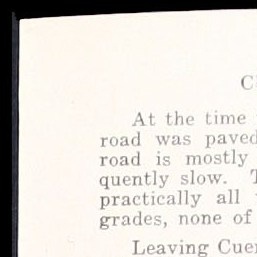 C
At the time
road was paved
road is mostly
quently slow. T
practically all
grades, none of
Leaving Cuer